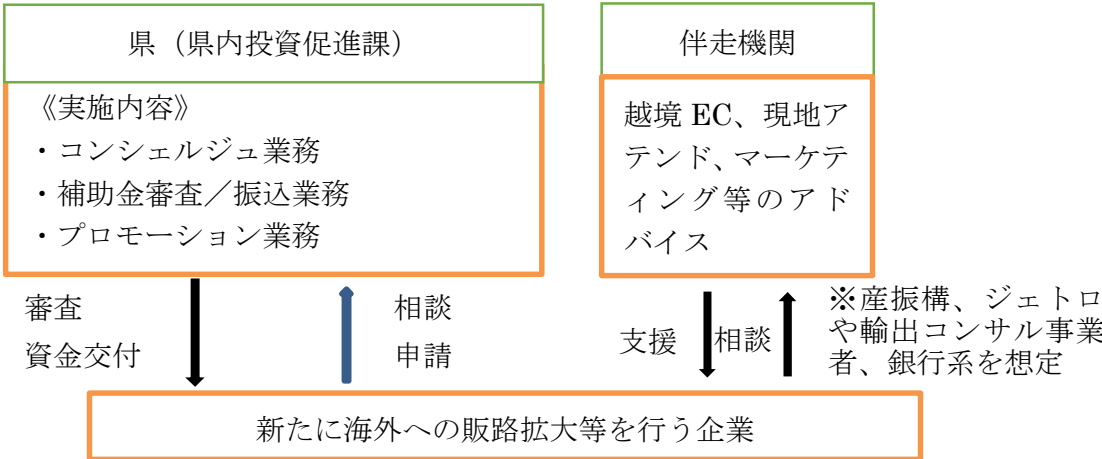 県（県内投資促進課）
《実施内容》
・コンシェルジュ業務
・補助金審査／振込業務
・プロモーション業務
伴走機関
越境 EC、現地ア
テンド、マーケテ
ィング等のアド
バイス
審査
資金交付
相談
申請
支援
相談
※産振構、ジェトロ
や輸出コンサル事業
者、銀行系を想定
新たに海外への販路拡大等を行う企業